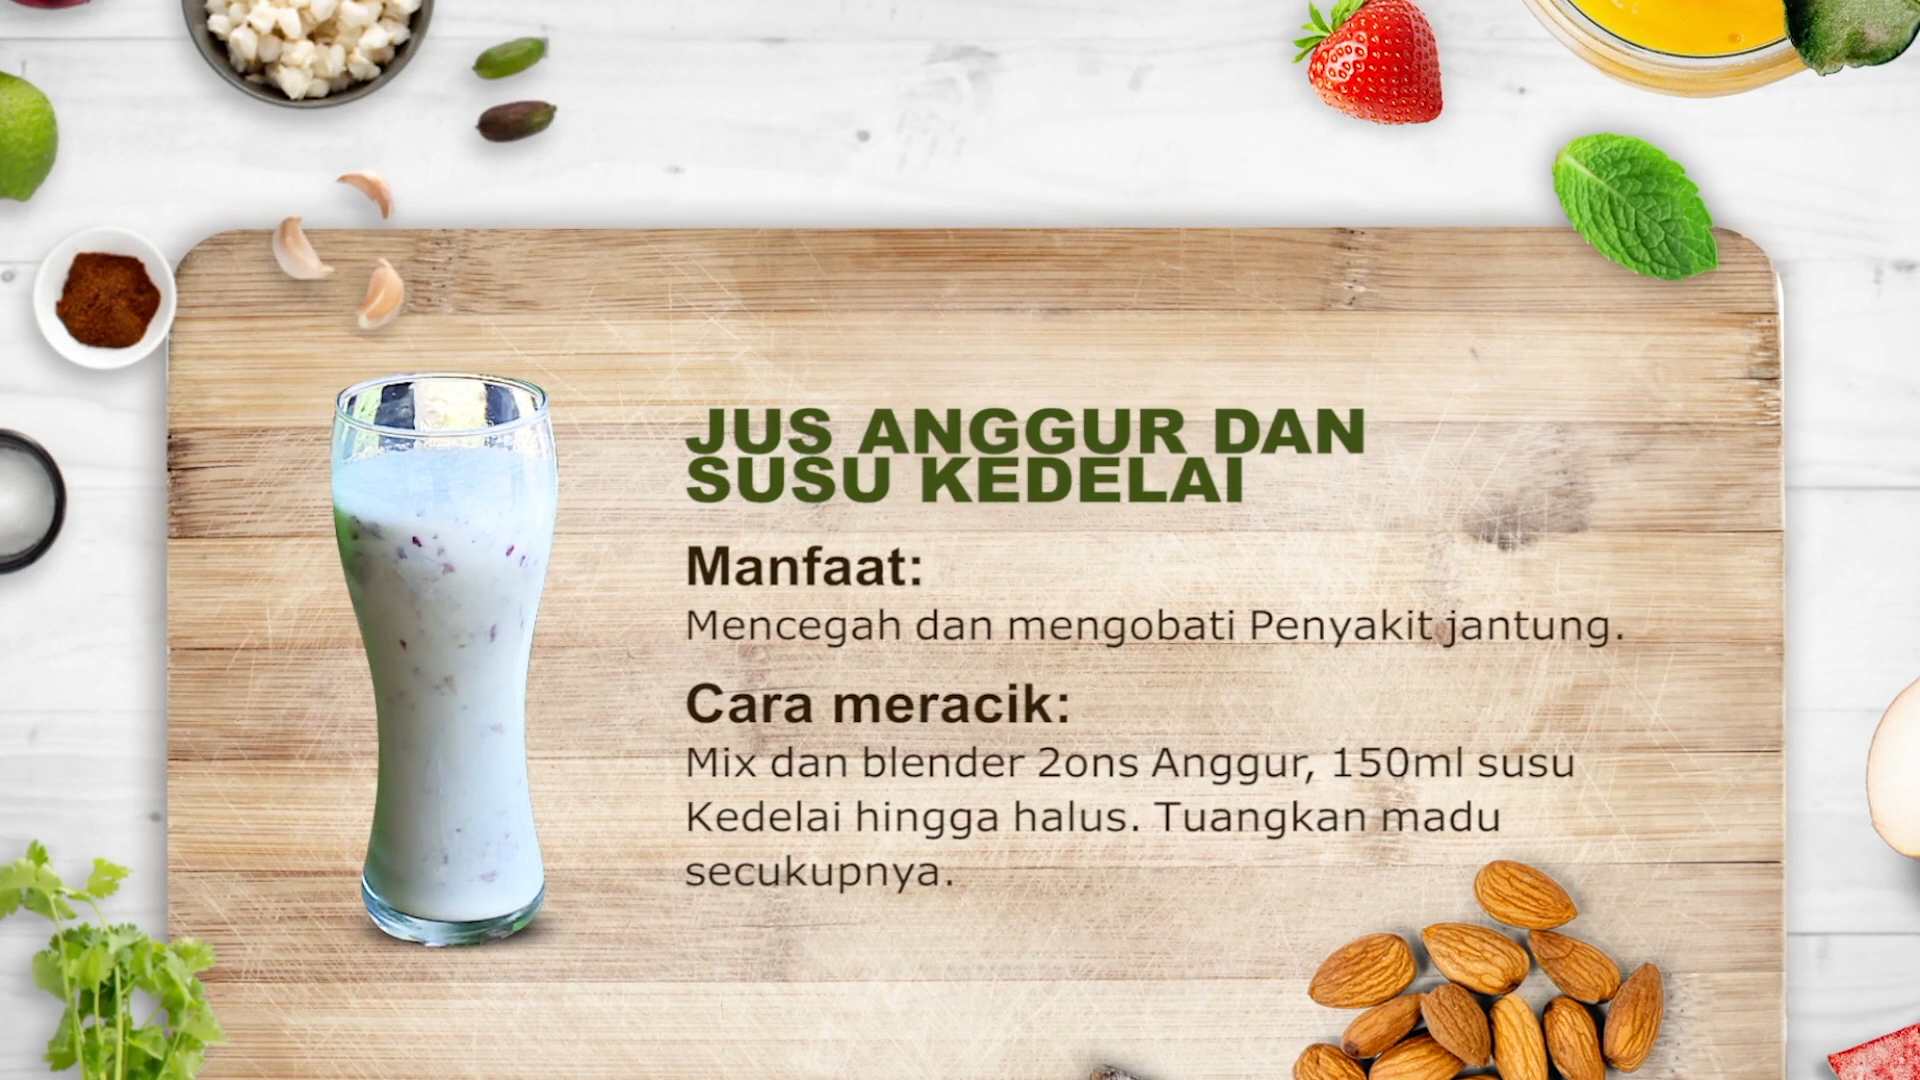 JUS ANGGUR DAN
SUSU KEDELAI
Manfaat:
Mencegah dan mengobati Penyakit jantung.
Cara meracik:
Mix dan blender 2ons Anggur, 150ml susu
Kedelai hingga halus. Tuangkan madu
secukupnya.